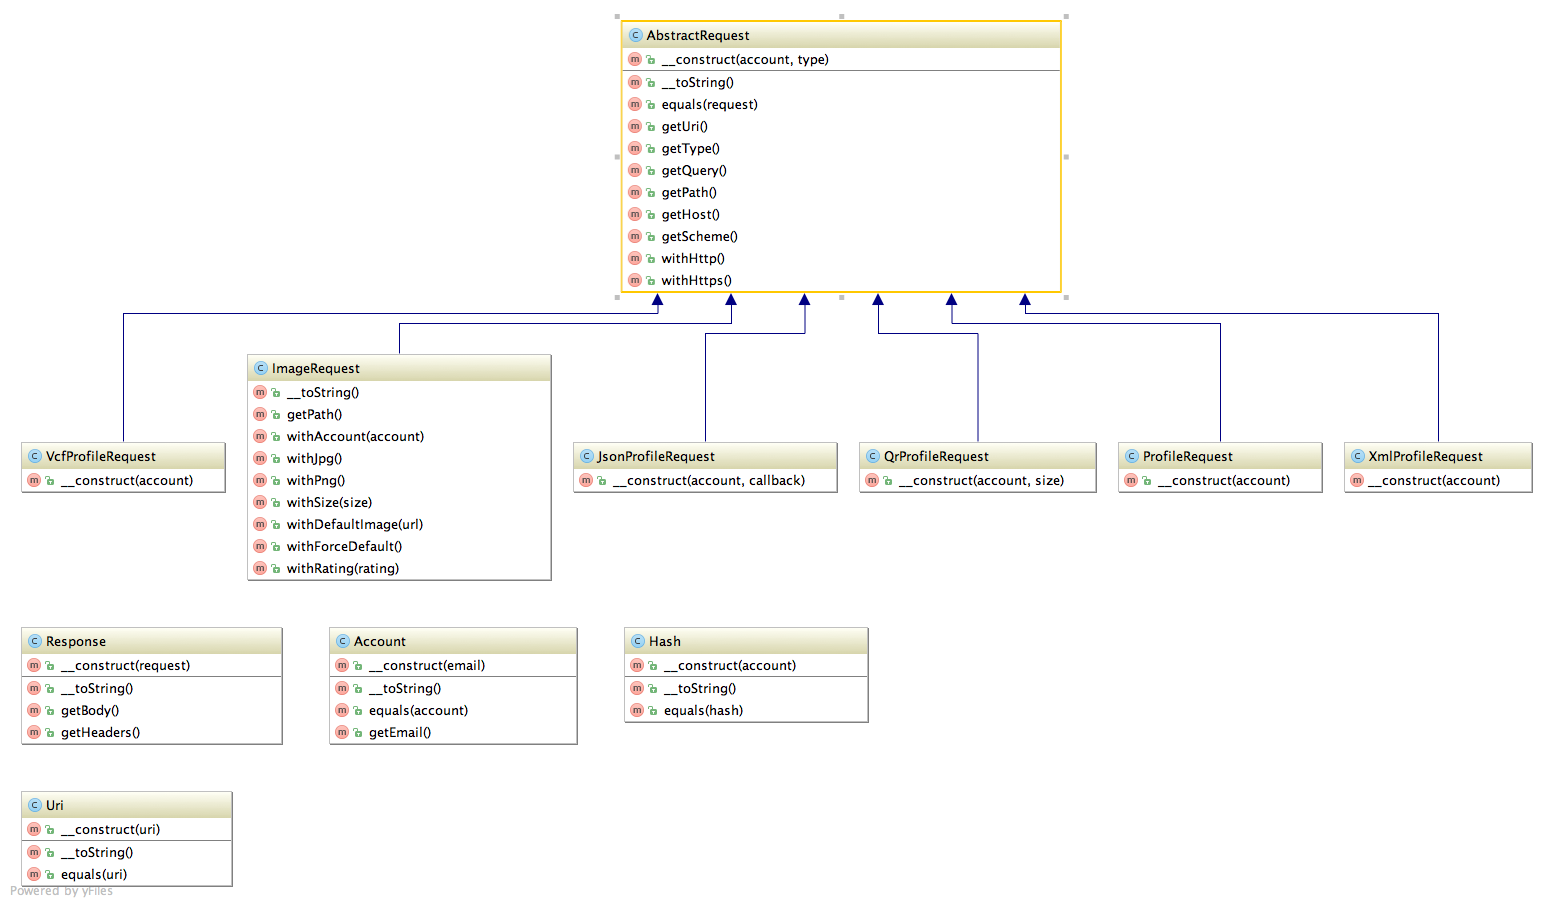 AbstractRequest
__construct(account, type)
__toString()
equals(request)
getUri()
getType()
getQuery()
getPath()
getHost()
getScheme()
withHttp()
withHttps()
VcfProfileRequest
__construct(account)
ImageRequest
__toString()
getPath()
withAccount(account)
withJpg()
withPng()
withSize(size)
withDefaultImage(url)
withForceDefault()
withRating(rating)
JsonProfileRequest
__construct(account, callback)
QrProfileRequest
__construct(account, size)
ProfileRequest
__construct(account)
XmlProfileRequest
__construct(account)
Response
__construct(request)
__toString()
getBody()
getHeaders()
Account
__construct(email)
__toString()
equals(account)
getEmail()
Hash
__construct(account)
__toString()
equals(hash)
Uri
__construct(uri)
__toString()
equals(uri)
Powered by yFiles